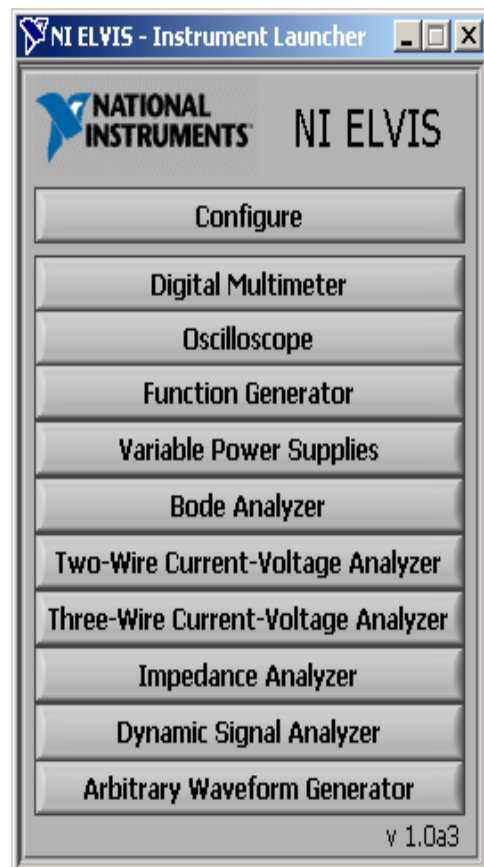 NI ELVIS - Instrument Launcher
NATIONAL
INSTRUMENTS
NI ELVIS
Configure
Digital Multimeter
Oscilloscope
Function Generator
Variable Power Supplies
Bode Analyzer
Two-Wire Current-Voltage Analyzer
Three-Wire Current-Voltage Analyzer
Impedance Analyzer
Dynamic Signal Analyzer
Arbitrary Waveform Generator
v 1.0a3